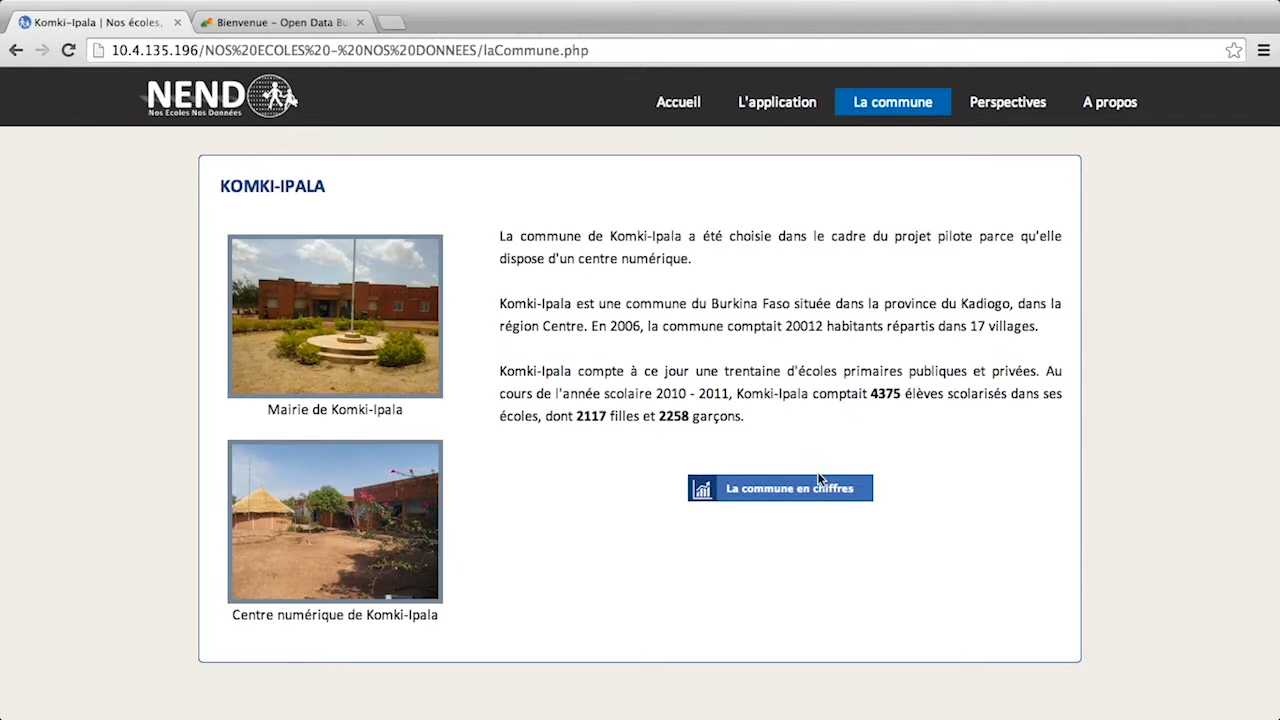 Komki-Ipala | Nos écoles,
Bienvenue - Open Data Bu
10.4.135.196/NOS%20ECOLES%20-%20NOS%20DONNEES/laCommune.php
NEND
Nos Ecoles Nos Données
Accueil
L'application
La commune
Perspectives
A propos
KOMKI-IPALA
La commune de Komki-Ipala a été choisie dans le cadre du projet pilote parce qu'elle
dispose d'un centre numérique.
Komki-Ipala est une commune du Burkina Faso située dans la province du Kadiogo, dans la
région Centre. En 2006, la commune comptait 20012 habitants répartis dans 17 villages.
Komki-Ipala compte à ce jour une trentaine d'écoles primaires publiques et privées. Au
cours de l'année scolaire 2010 - 2011, Komki-Ipala comptait 4375 élèves scolarisés dans ses
écoles, dont 2117 filles et 2258 garçons.
La commune en chiffres
Mairie de Komki-Ipala
Centre numérique de Komki-Ipala